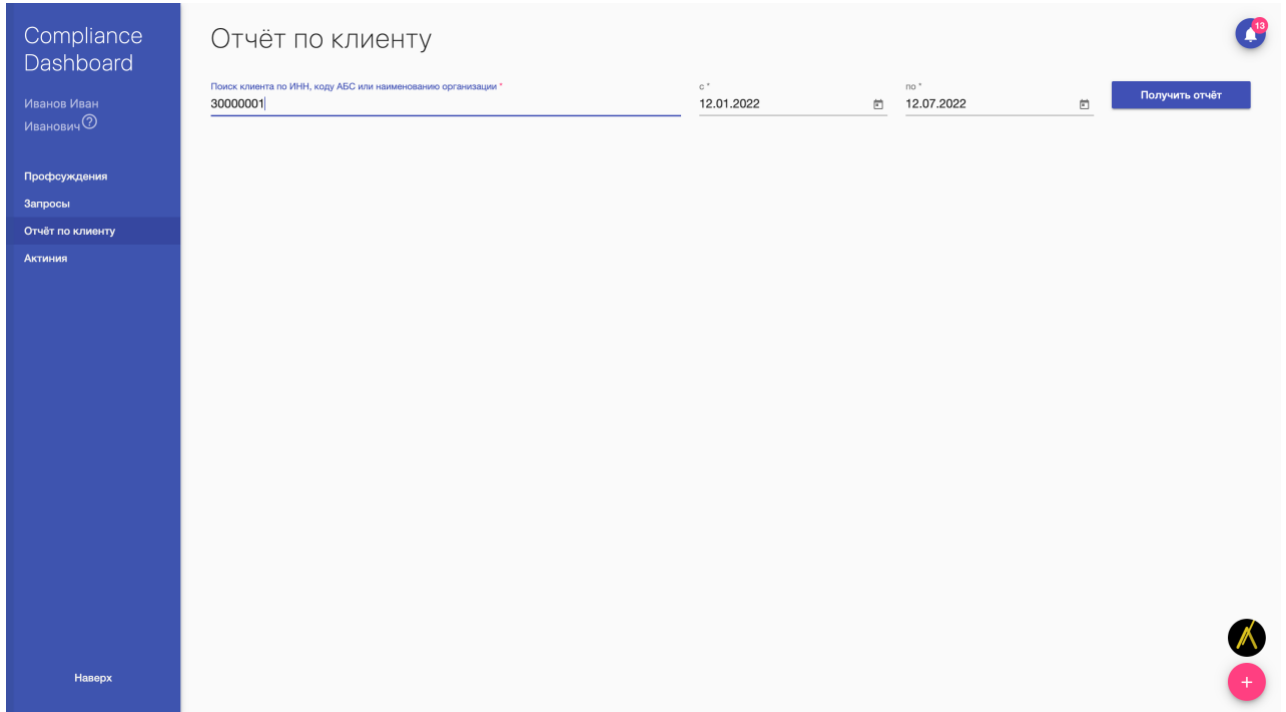 Compliance
Dashboard
Иванов Иван
Иванович
Профсуждения
Запросы
Отчёт по клиенту
Актиния
Наверх
Отчёт по клиенту
13
Поиск клиента по ИНН, коду АБС или наименованию организации *
30000001
с *
12.01.2022
по *
12.07.2022
Получить отчёт